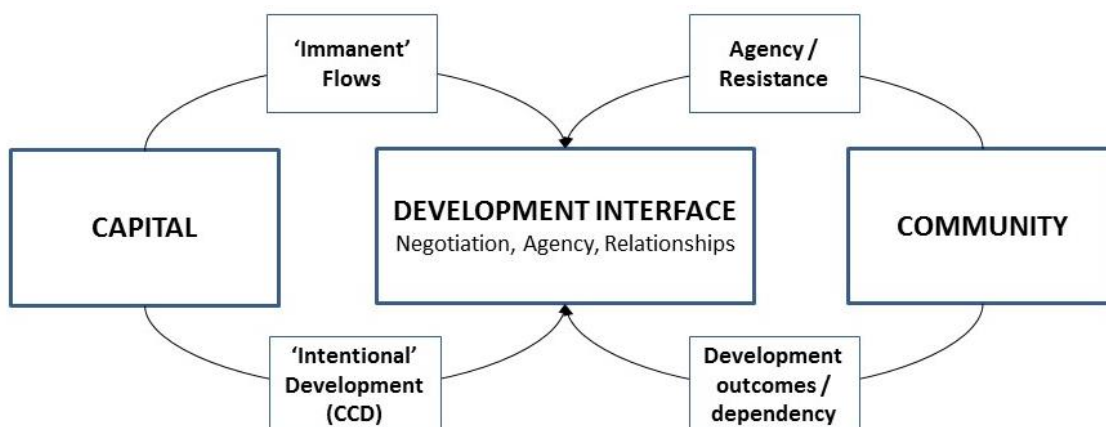 ‘Immanent’
Flows
Agency /
Resistance
CAPITAL
DEVELOPMENT INTERFACE
Negotiation, Agency, Relationships
COMMUNITY
‘Intentional’
Development
(CCD)
Development
outcomes /
dependency